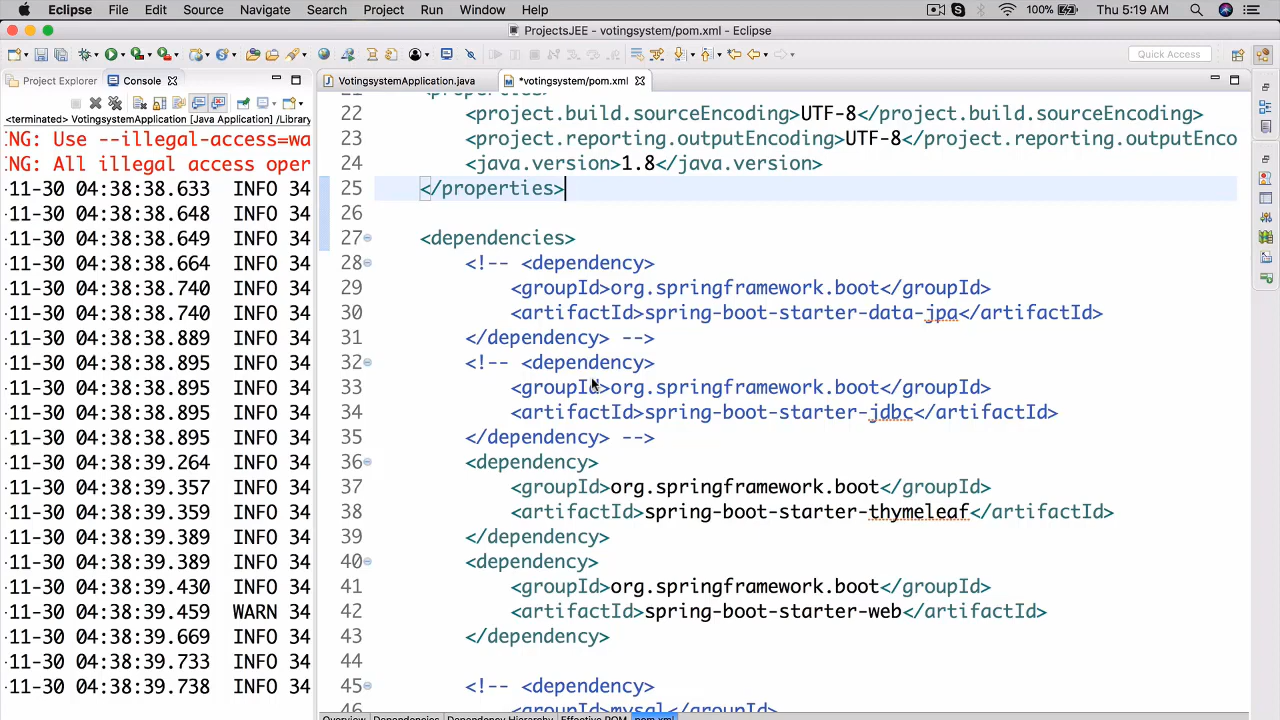 Eclipse File Edit Source Navigate Search Project Run Window Help 100% Thu 5:19 AM
ProjectsJEE - votingsystem/pom.xml - Eclipse
Quick Access
Project Explorer Console VotingsystemApplication.java *votingsystem/pom.xml
<terminated> VotingsystemApplication [Java Application] /Library
NG: Use --illegal-access=wa
NG: All illegal access oper
11-30 04:38:38.633 INFO 34
11-30 04:38:38.648 INFO 34
11-30 04:38:38.649 INFO 34
11-30 04:38:38.664 INFO 34
11-30 04:38:38.740 INFO 34
11-30 04:38:38.740 INFO 34
11-30 04:38:38.889 INFO 34
11-30 04:38:38.895 INFO 34
11-30 04:38:38.895 INFO 34
11-30 04:38:38.895 INFO 34
11-30 04:38:38.895 INFO 34
11-30 04:38:39.264 INFO 34
11-30 04:38:39.357 INFO 34
11-30 04:38:39.359 INFO 34
11-30 04:38:39.389 INFO 34
11-30 04:38:39.389 INFO 34
11-30 04:38:39.430 INFO 34
11-30 04:38:39.459 WARN 34
11-30 04:38:39.669 INFO 34
11-30 04:38:39.733 INFO 34
11-30 04:38:39.738 INFO 34
21 <properties>
22 <project.build.sourceEncoding>UTF-8</project.build.sourceEncoding>
23 <project.reporting.outputEncoding>UTF-8</project.reporting.outputEnco
24 <java.version>1.8</java.version>
25 </properties>
26
27 <dependencies>
28 <!-- <dependency>
29 <groupId>org.springframework.boot</groupId>
30 <artifactId>spring-boot-starter-data-jpa</artifactId>
31 </dependency> -->
32 <!-- <dependency>
33 <groupId>org.springframework.boot</groupId>
34 <artifactId>spring-boot-starter-jdbc</artifactId>
35 </dependency> -->
36 <dependency>
37 <groupId>org.springframework.boot</groupId>
38 <artifactId>spring-boot-starter-thymeleaf</artifactId>
39 </dependency>
40 <dependency>
41 <groupId>org.springframework.boot</groupId>
42 <artifactId>spring-boot-starter-web</artifactId>
43 </dependency>
44
45 <!-- <dependency>
46 <groupId>mysql</groupId>
Overview Dependencies Dependency Hierarchy Effective POM pom.xml